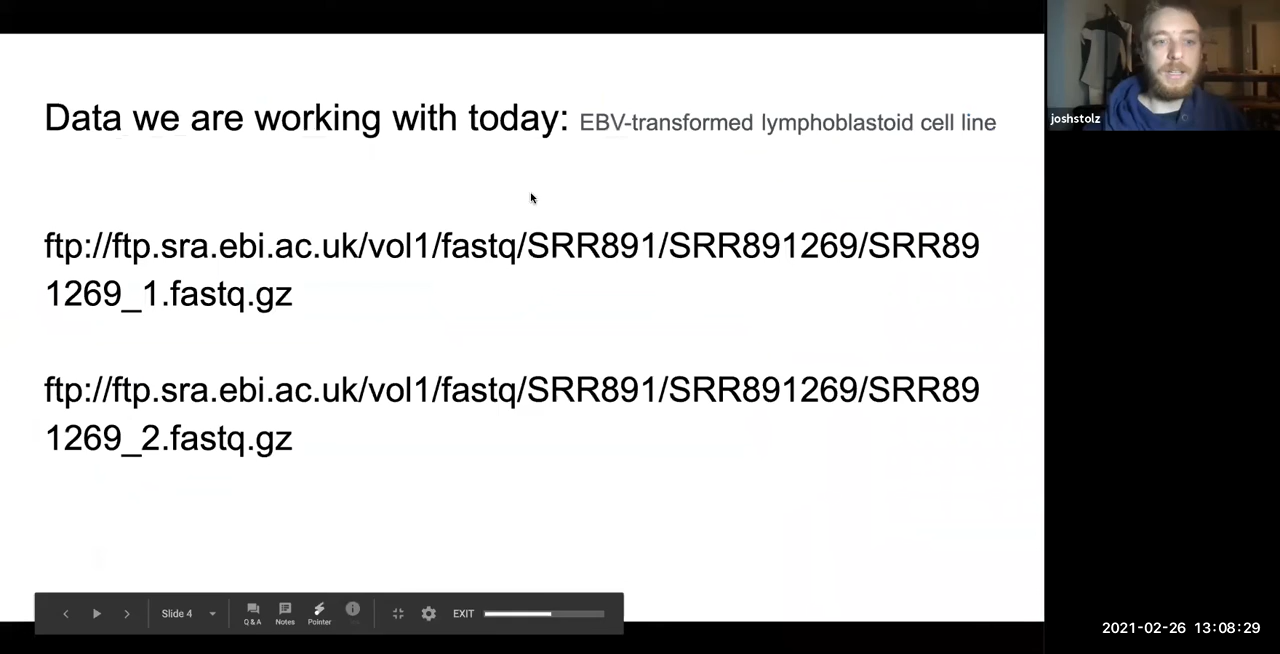 Data we are working with today: EBV-transformed lymphoblastoid cell line
joshstolz
ftp://ftp.sra.ebi.ac.uk/vol1/fastq/SRR891/SRR891269/SRR89
1269_1.fastq.gz
ftp://ftp.sra.ebi.ac.uk/vol1/fastq/SRR891/SRR891269/SRR89
1269_2.fastq.gz
Slide 4
Q & A
Notes
Pointer
EXIT
2021-02-26 13:08:29